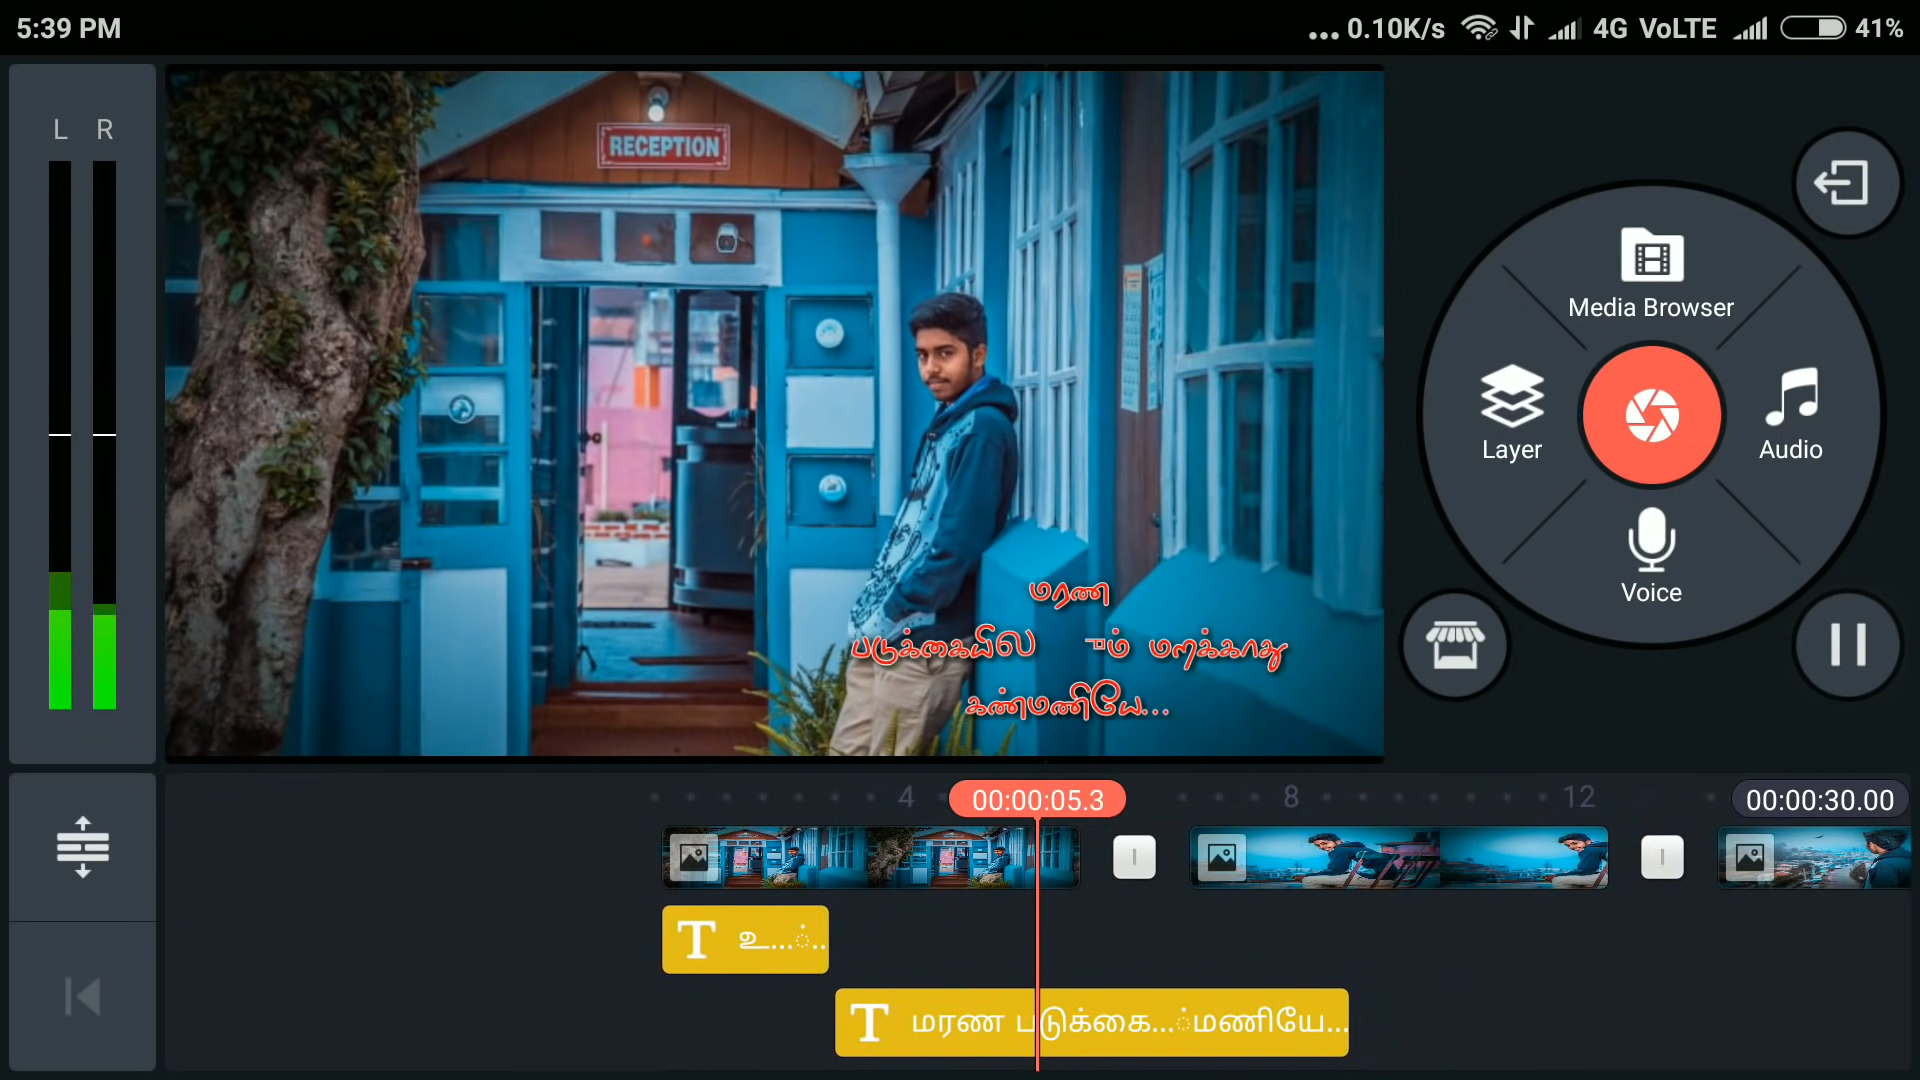 5:39 PM
... 0.10K/s 4G VoLTE 41%
L R
RECEPTION
Media Browser
Layer
Audio
Voice
மரண
படுக்கையில மறக்காது
கண்மணியே...
4 00:00:05.3 8 12 00:00:30.00
T உ...்..
T மரண படுக்கை...்மணியே...